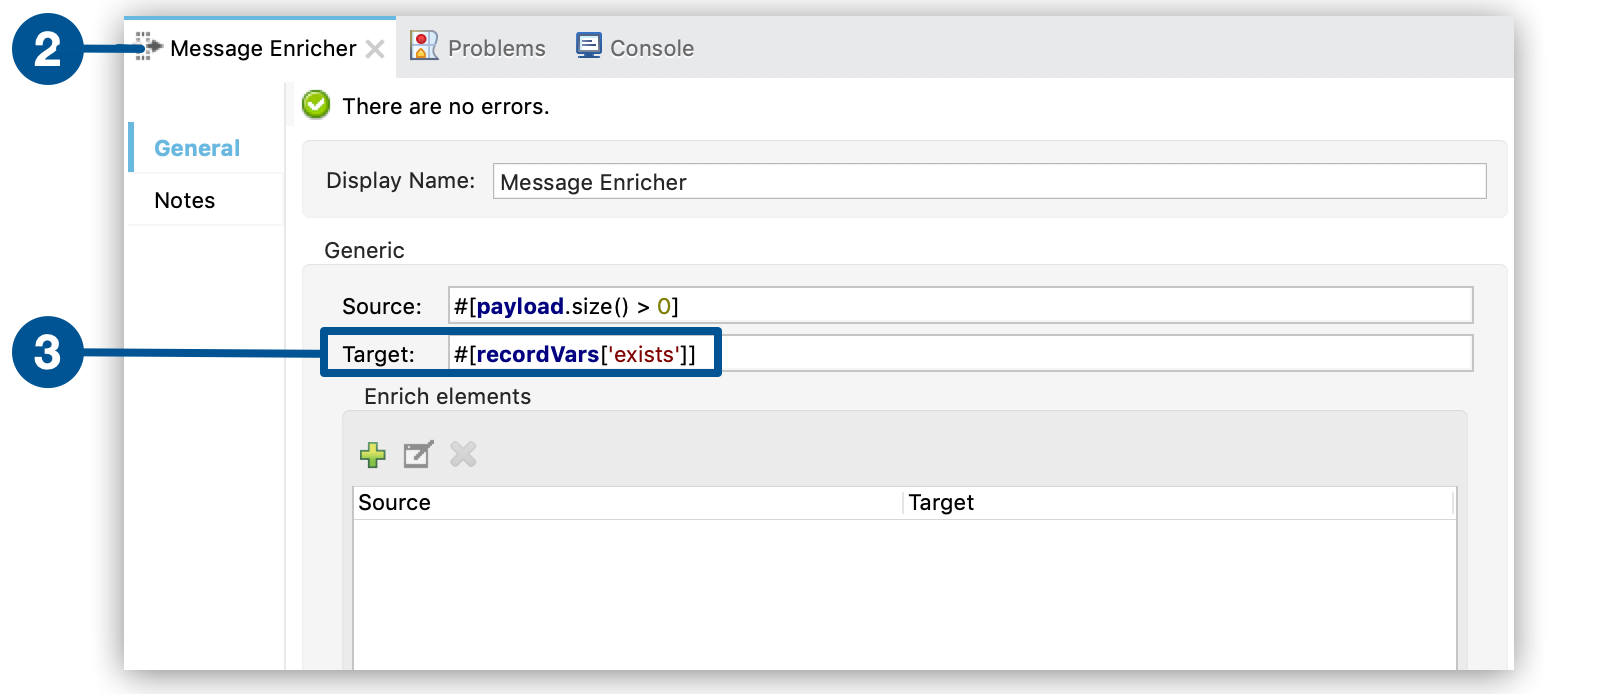 2
Message Enricher
Problems
Console
There are no errors.
General
Notes
Display Name: Message Enricher
Generic
Source: #[payload.size() > 0]
3
Target: #[recordVars['exists']]
Enrich elements
Source Target